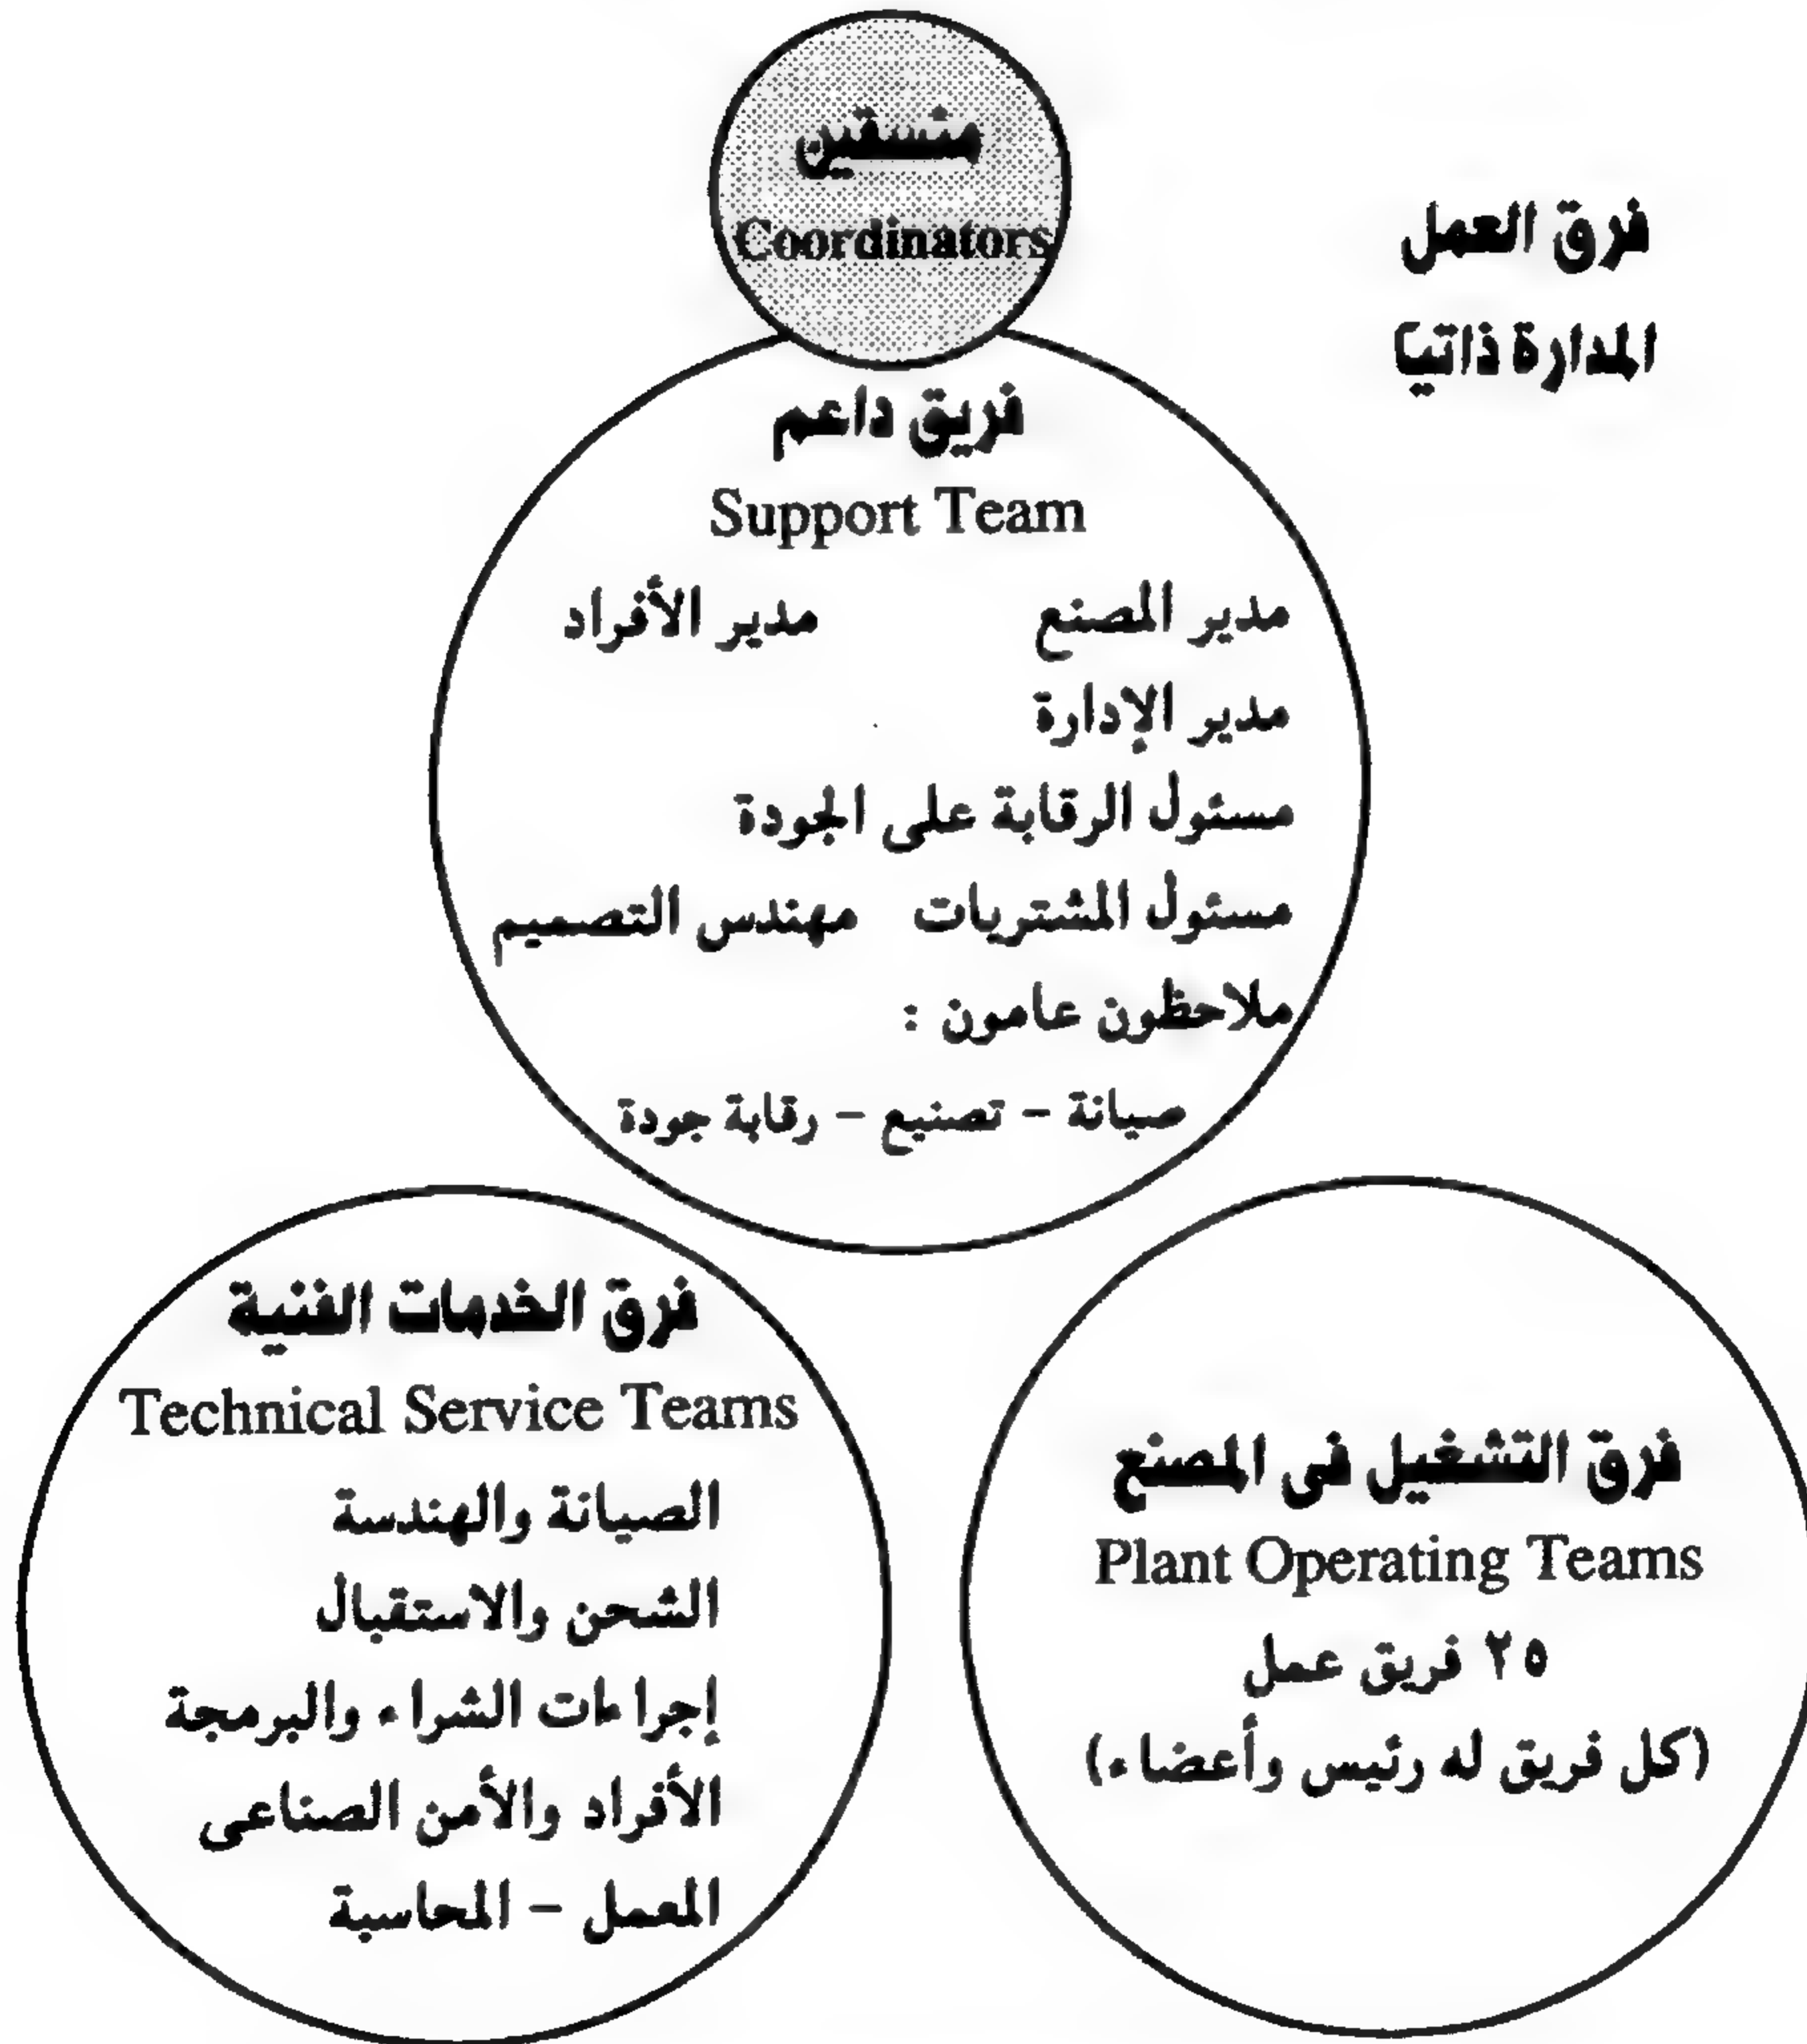 فرق العمل
المدارة ذاتيا
منسقين
Coordinators
فريق داعم
Support Team
مدير المصنع مدير الأفراد
مدير الإدارة
مسئول الرقابة على الجودة
مسئول المشتريات مهندس التصميم
ملاحظون عامون :
صيانة – تصنيع – رقابة جودة
فرق التشغيل فى المصنع
Plant Operating Teams
٢٥ فريق عمل
(كل فريق له رئيس وأعضاء)
فرق الخدمات الفنية
Technical Service Teams
الصيانة والهندسة
الشحن والاستقبال
إجراءات الشراء والبرمجة
الأفراد والأمن الصناعى
المعمل – المحاسبة